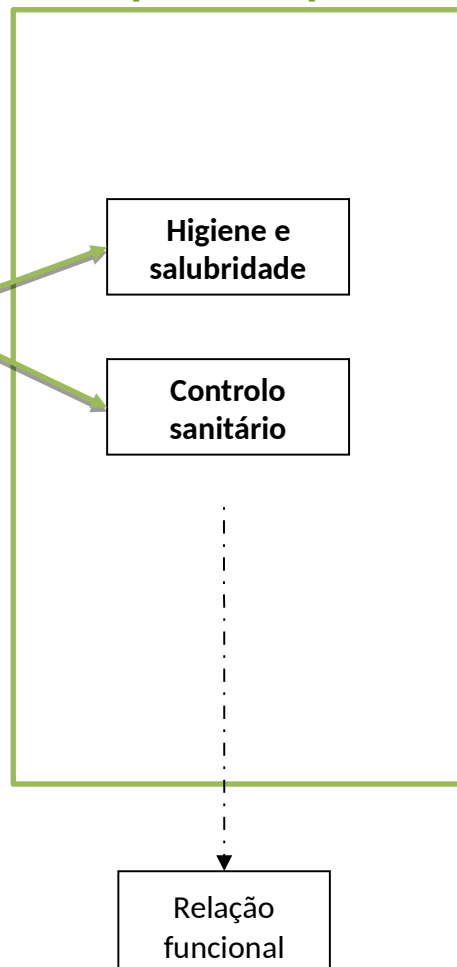 Higiene e
salubridade
Controlo
sanitário
Relação
funcional